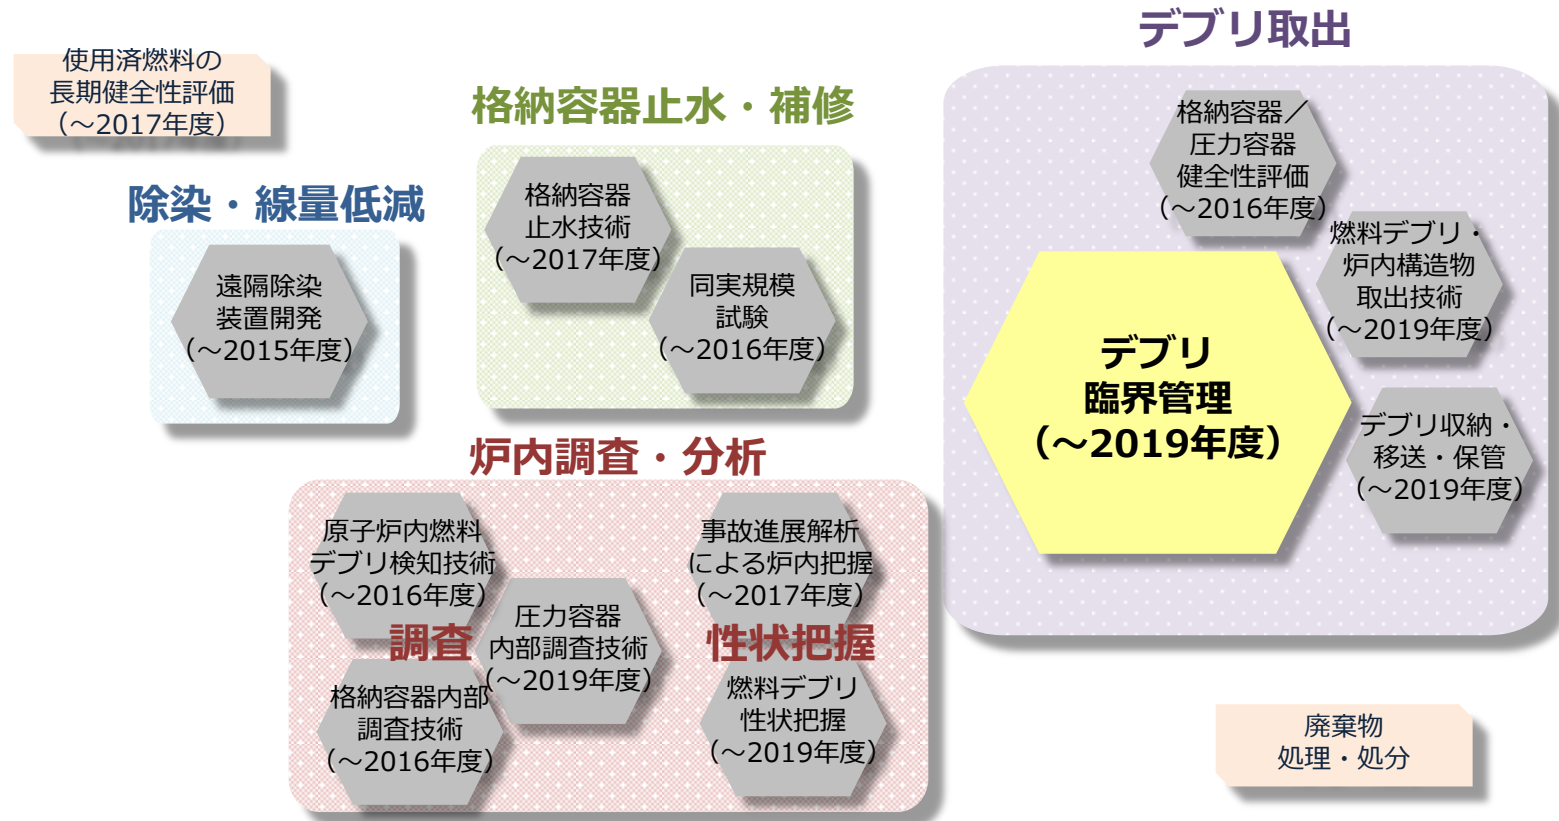 使用済燃料の
長期健全性評価
（～2017年度）
除染・線量低減
遠隔除染
装置開発
（～2015年度）
格納容器止水・補修
格納容器
止水技術
（～2017年度）
同実規模
試験
（～2016年度）
デブリ取出
格納容器／
圧力容器
健全性評価
（～2016年度）
燃料デブリ・
炉内構造物
取出技術
（～2019年度）
デブリ
臨界管理
（～2019年度）
デブリ収納・
移送・保管
（～2019年度）
炉内調査・分析
原子炉内燃料
デブリ検知技術
（～2016年度）
調査
圧力容器
内部調査技術
（～2019年度）
格納容器内部
調査技術
（～2016年度）
事故進展解析
による炉内把握
（～2017年度）
性状把握
燃料デブリ
性状把握
（～2019年度）
廃棄物
処理・処分